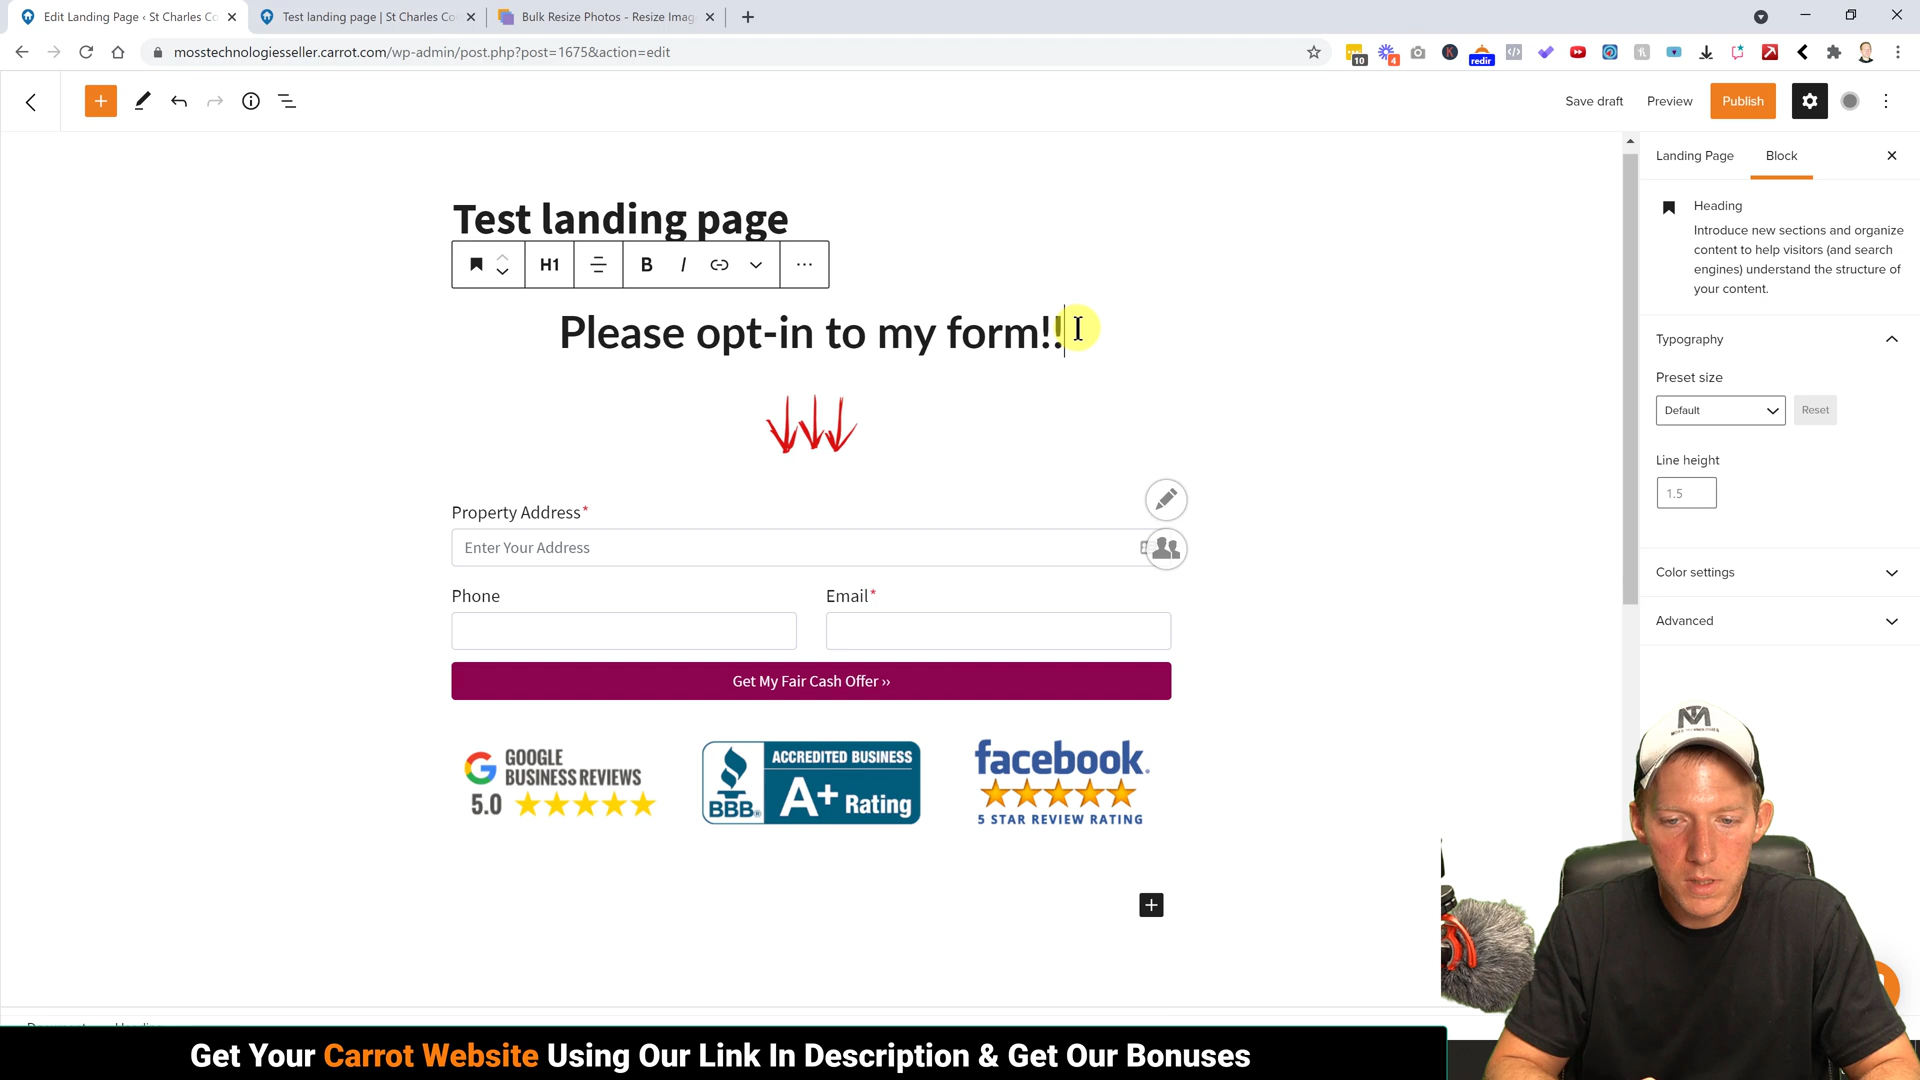 Edit Landing Page ‹ St Charles Co
Test landing page | St Charles Co
Bulk Resize Photos - Resize Imag
mosstechnologiesseller.carrot.com/wp-admin/post.php?post=1675&action=edit
10
4
redir
Save draft
Preview
Publish
Landing Page
Block
Heading
Introduce new sections and organize
content to help visitors (and search
engines) understand the structure of
your content.
Test landing page
H1
B
I
Please opt-in to my form!!
Typography
Preset size
Default
Reset
Line height
1.5
Color settings
Advanced
Property Address*
Enter Your Address
Phone
Email*
Get My Fair Cash Offer ››
GOOGLE
BUSINESS REVIEWS
5.0
BBB
ACCREDITED BUSINESS
A+ Rating
facebook
5 STAR REVIEW RATING
Get Your Carrot Website Using Our Link In Description & Get Our Bonuses